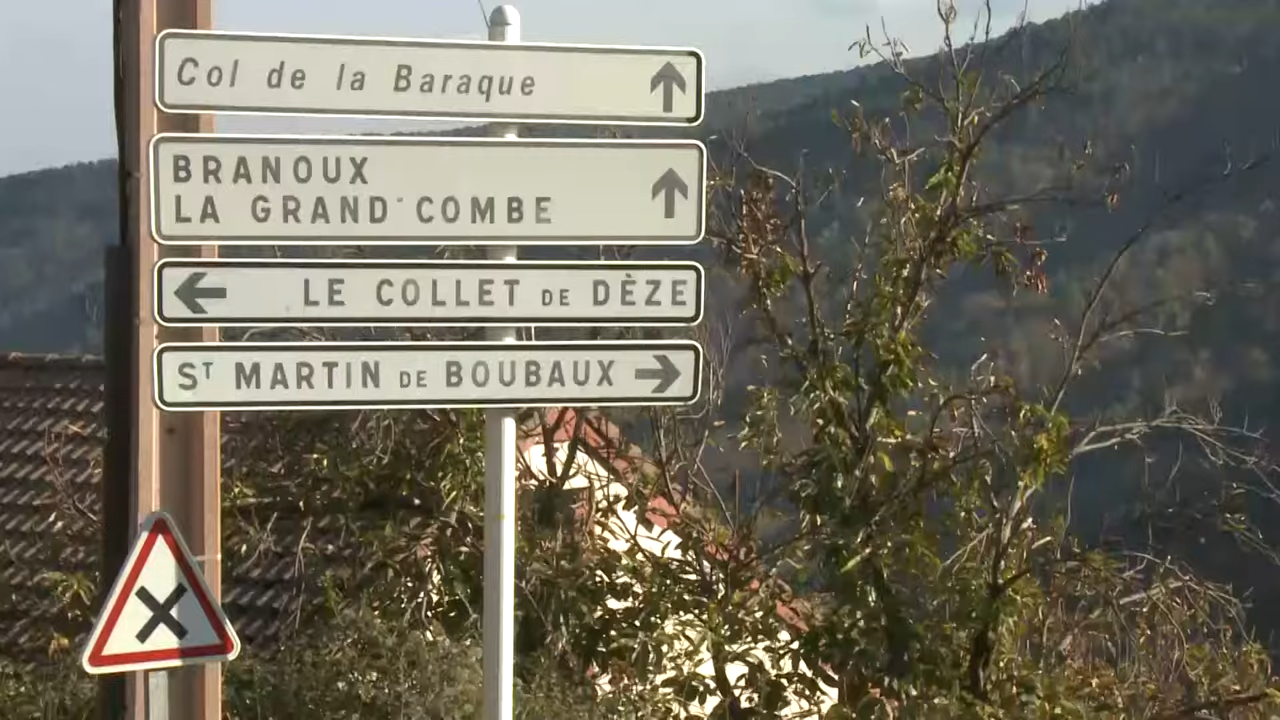 Col de la Baraque
BRANOUX
LA GRAND' COMBE
LE COLLET DE DÈZE
ST MARTIN DE BOUBAUX